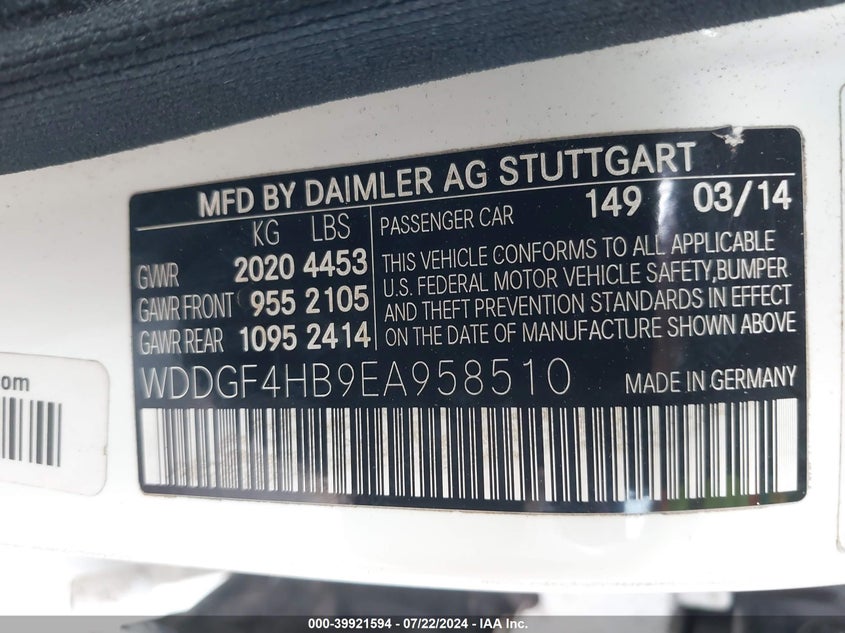 MFD BY DAIMLER AG STUTTGART
KG LBS
GVWR 2020 4453
GAWR FRONT 955 2105
GAWR REAR 1095 2414
PASSENGER CAR 149 03/14
THIS VEHICLE CONFORMS TO ALL APPLICABLE
U.S. FEDERAL MOTOR VEHICLE SAFETY,BUMPER
AND THEFT PREVENTION STANDARDS IN EFFECT
ON THE DATE OF MANUFACTURE SHOWN ABOVE
WDDGF4HB9EA958510 MADE IN GERMANY
.com
000-39921594 - 07/22/2024 - IAA Inc.